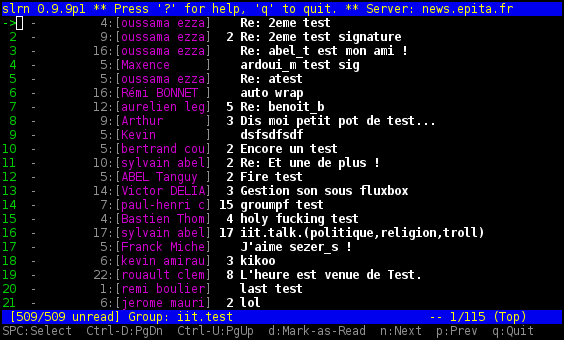 slrn 0.9.9p1 ** Press '?' for help, 'q' to quit. ** Server: news.epita.fr
-> 4:[oussama ezza] Re: 2eme test
2 - 9:[oussama ezza] 2 Re: 2eme test signature
3 - 16:[oussama ezza] Re: abel_t est mon ami !
4 - 5:[Maxence ] ardoui_m test sig
5 - 5:[oussama ezza] Re: atest
6 - 16:[Rémi BONNET ] auto wrap
7 - 12:[aurelien leg] 5 Re: benoit_b
8 - 9:[Arthur ] 3 Dis moi petit pot de test...
9 - 5:[Kevin ] dsfsdfsdf
10 - 5:[bertrand cou] 2 Encore un test
11 - 10:[sylvain abel] 2 Re: Et une de plus !
12 - 5:[ABEL Tanguy ] 2 Fire test
13 - 14:[Victor DELIA] 3 Gestion son sous fluxbox
14 - 7:[paul-henri c] 15 groumpf test
15 - 4:[Bastien Thom] 4 holy fucking test
16 - 17:[sylvain abel] 17 iit.talk.(politique,religion,troll)
17 - 5:[Franck Miche] J'aime sezer_s !
18 - 6:[kevin amirau] 3 kikoo
19 - 22:[rouault clem] 8 L'heure est venue de Test.
20 - 1:[remi boulier] last test
21 - 6:[jerome mauri] 2 lol
[509/509 unread] Group: iit.test -- 1/115 (Top)
SPC:Select Ctrl-D:PgDn Ctrl-U:PgUp d:Mark-as-Read n:Next p:Prev q:Quit